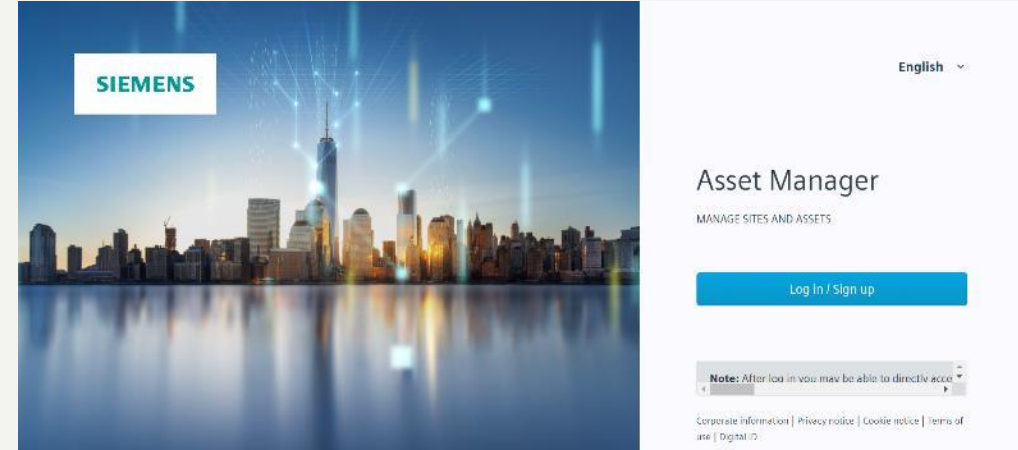 SIEMENS
English
Asset Manager
MANAGE SITES AND ASSETS
Log in / Sign up
Note: After log in you may be able to directly acce
Corporate information | Privacy notice | Cookie notice | Terms of
use | Digital ID